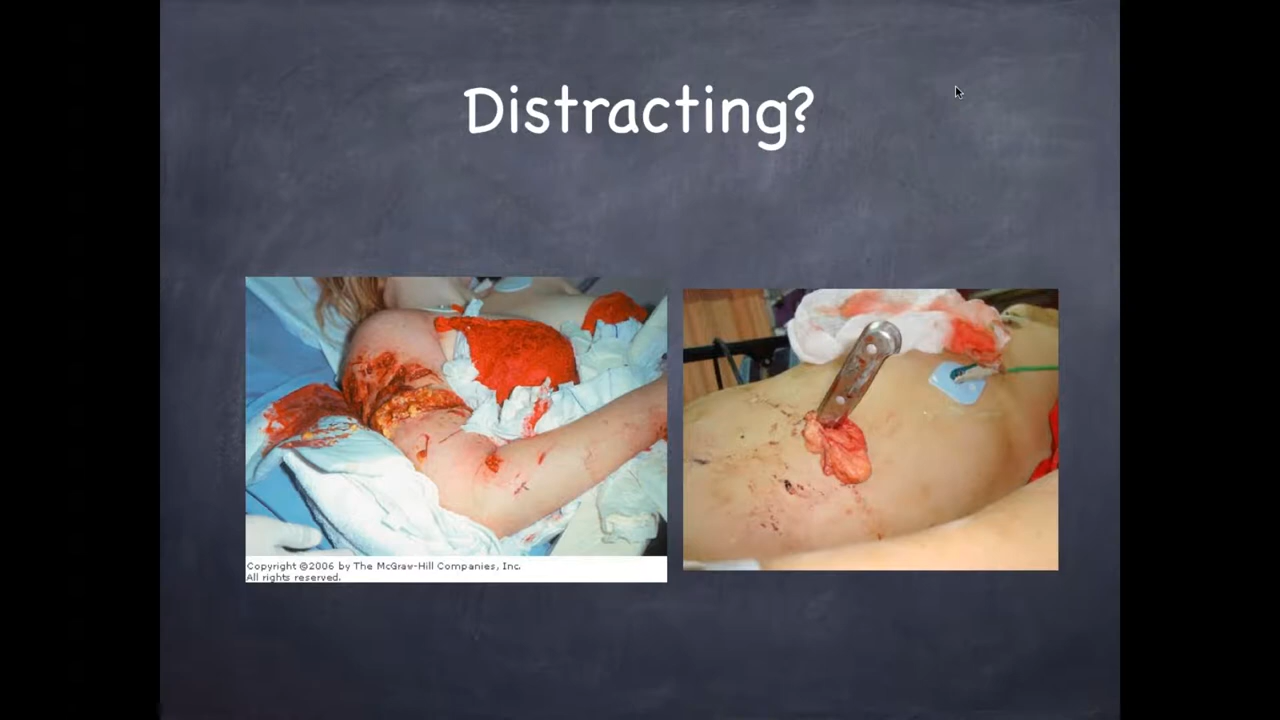 Distracting?
Copyright ©2006 by The McGraw-Hill Companies, Inc.
All rights reserved.